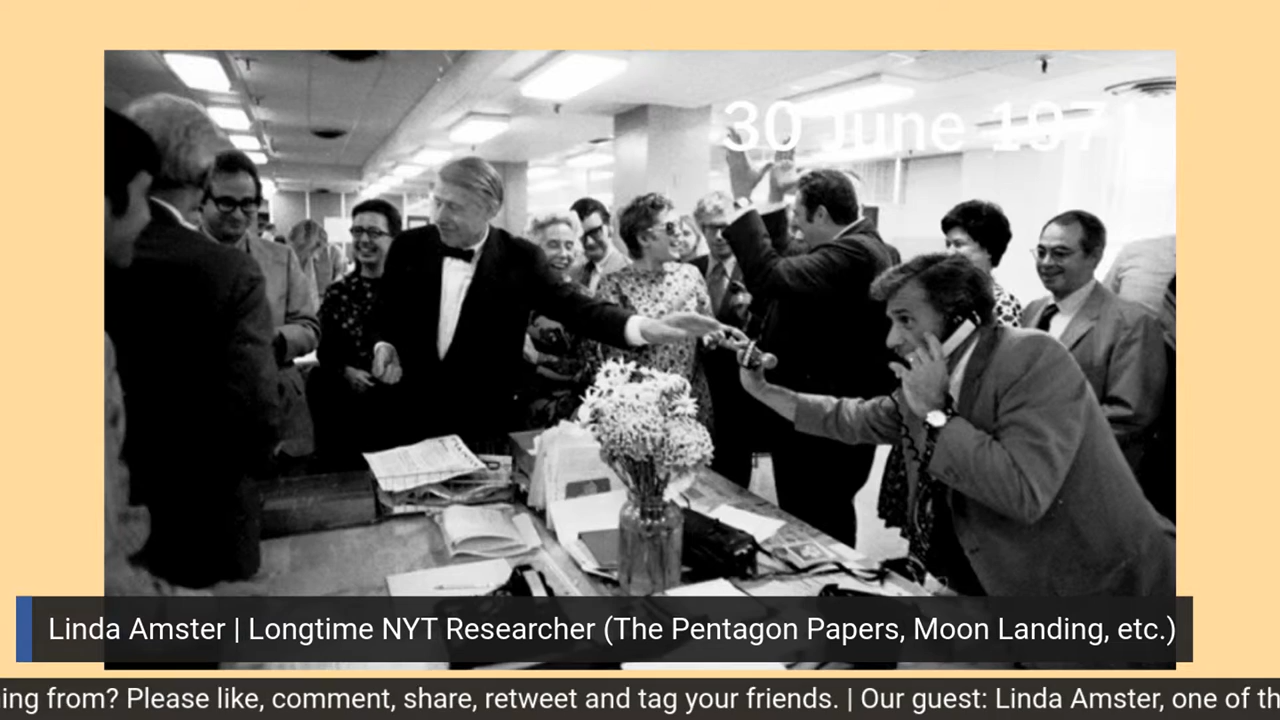 30 June 1971
Linda Amster | Longtime NYT Researcher (The Pentagon Papers, Moon Landing, etc.)
ing from? Please like, comment, share, retweet and tag your friends. | Our guest: Linda Amster, one of th